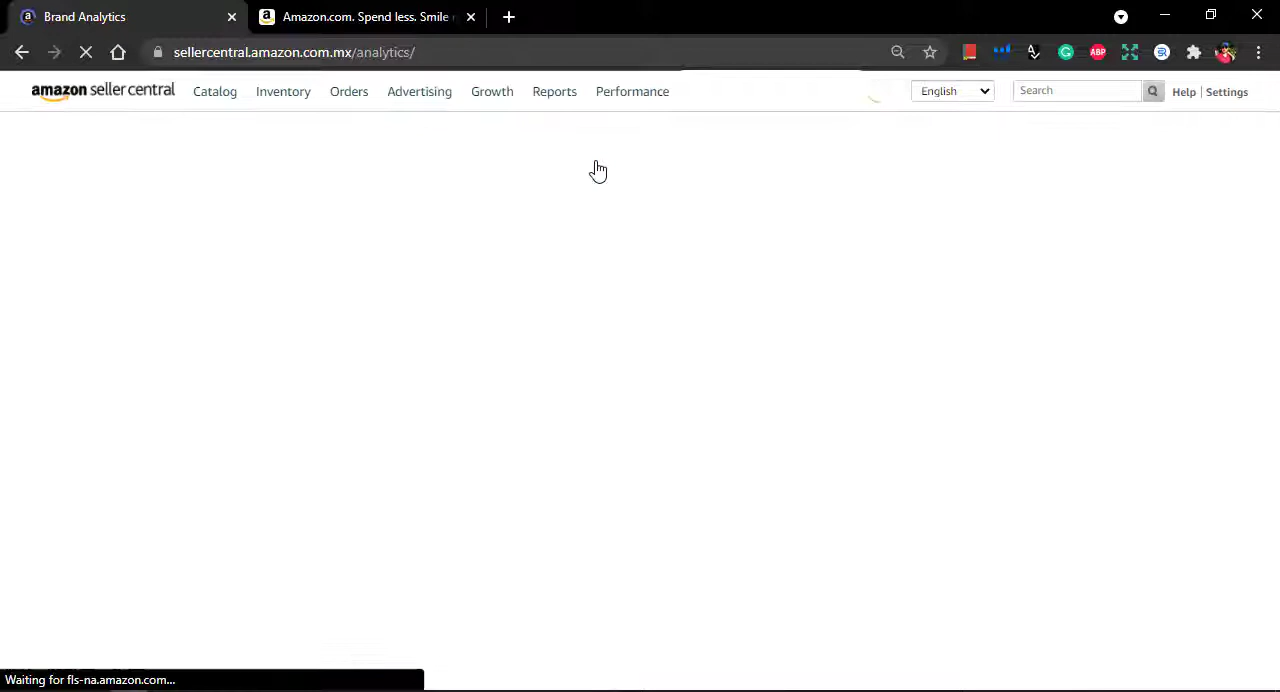 Brand Analytics
Amazon.com. Spend less. Smile
sellercentral.amazon.com.mx/analytics/
ABP
amazon seller central
Catalog
Inventory
Orders
Advertising
Growth
Reports
Performance
English
Search
Help | Settings
Waiting for fls-na.amazon.com...